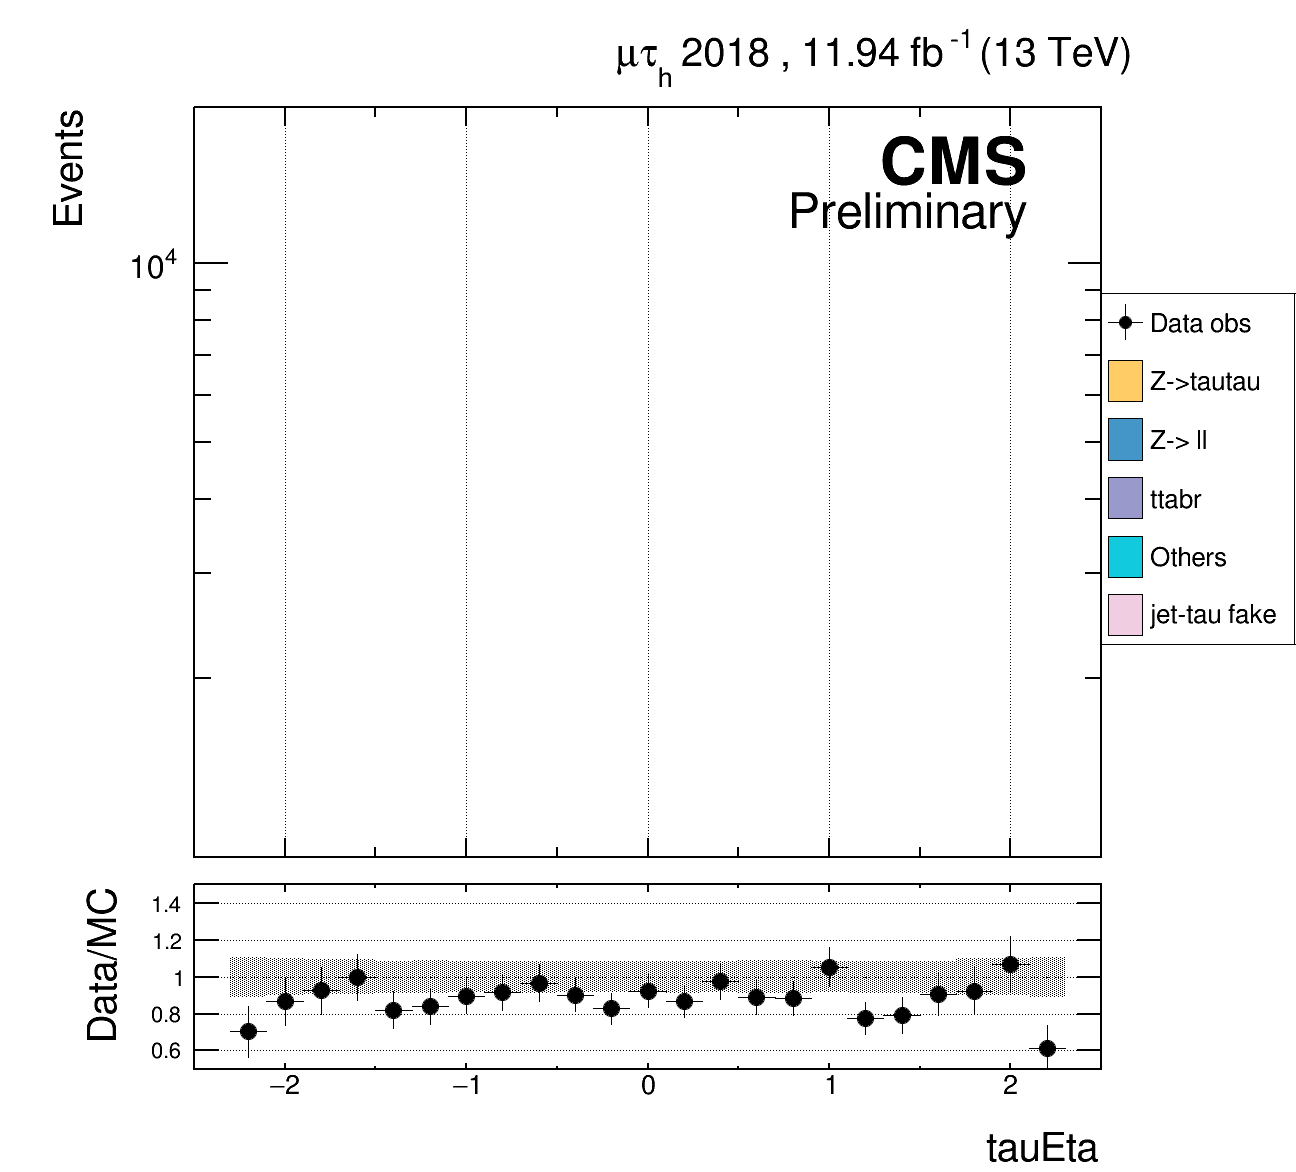 μτh 2018 , 11.94 fb-1 (13 TeV)
Events
CMS
Preliminary
10^4
Data obs
Z->tautau
Z-> ll
ttabr
Others
jet-tau fake
Data/MC
1.4
1.2
1
0.8
0.6
−2
−1
0
1
2
tauEta